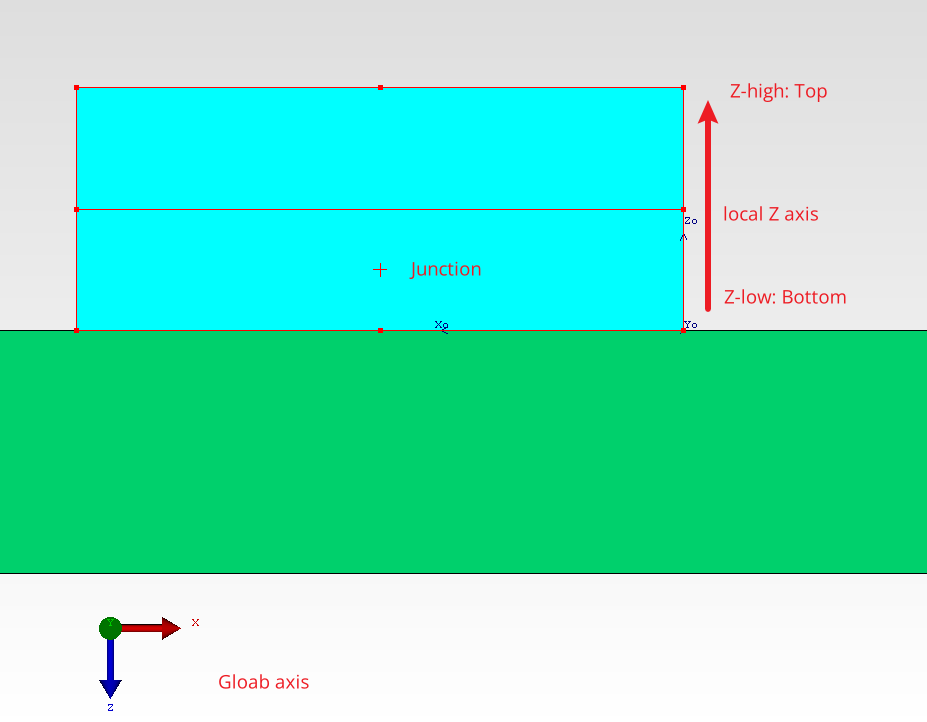 Z-high: Top
local Z axis
Zo
Junction
Z-low: Bottom
Xo
Yo
X
Y
Z
Gloab axis